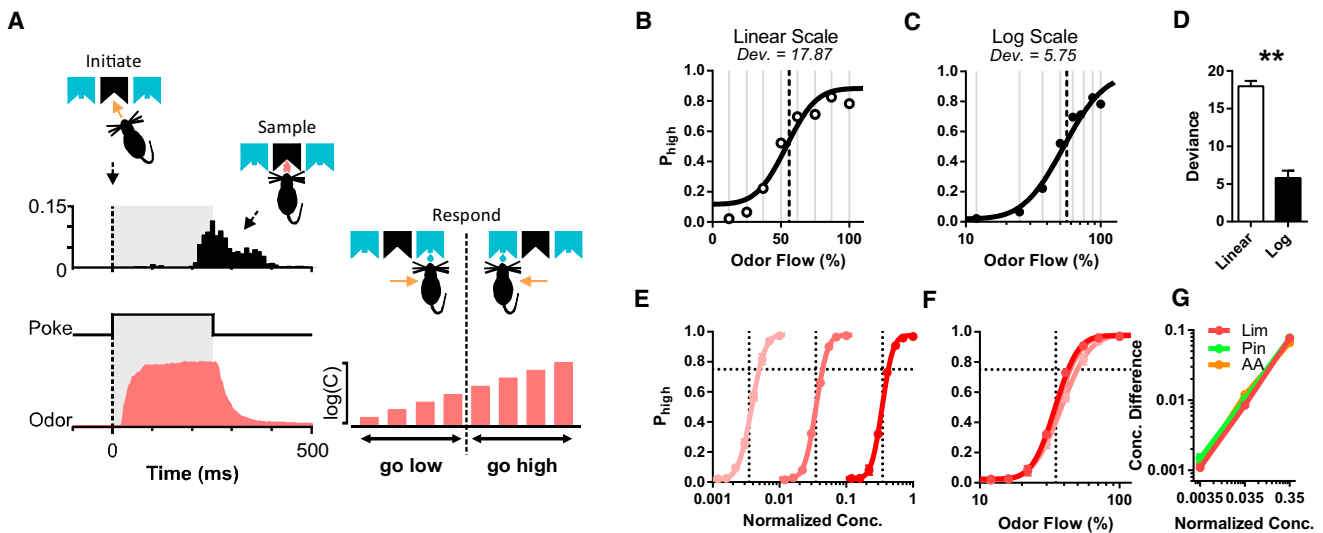 A
Initiate
Sample
0.15
0
Poke
Odor
0
500
Time (ms)
Respond
log(C)
go low
go high
B
Linear Scale
Dev. = 17.87
1.0
0.8
0.6
0.4
0.2
0.0
P high
0
50
100
Odor Flow (%)
C
Log Scale
Dev. = 5.75
1.0
0.8
0.6
0.4
0.2
0.0
10
100
Odor Flow (%)
D
**
20
15
10
5
0
Deviance
Linear
Log
E
1.0
0.8
0.6
0.4
0.2
0.0
P high
0.001
0.01
0.1
1
Normalized Conc.
F
1.0
0.8
0.6
0.4
0.2
0.0
10
100
Odor Flow (%)
G
Lim
Pin
AA
0.1
0.01
0.001
Conc. Difference
0.0035
0.035
0.35
Normalized Conc.